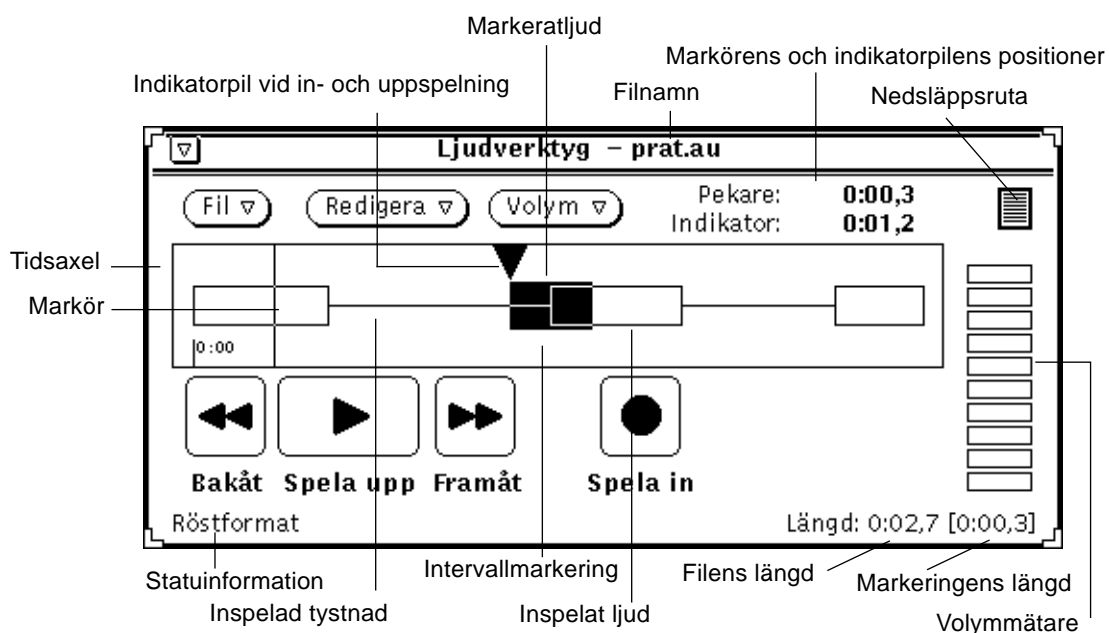 Markeratljud
Markörens och indikatorpilens positioner
Indikatorpil vid in- och uppspelning
Filnamn
Nedsläppsruta
Ljudverktyg – prat.au
Fil
Redigera
Volym
Pekare: 0:00,3
Indikator: 0:01,2
Tidsaxel
Markör
0:00
Bakåt
Spela upp
Framåt
Spela in
Röstformat
Längd: 0:02,7 [0:00,3]
Statuinformation
Intervallmarkering
Filens längd
Markeringens längd
Inspelad tystnad
Inspelat ljud
Volymmätare